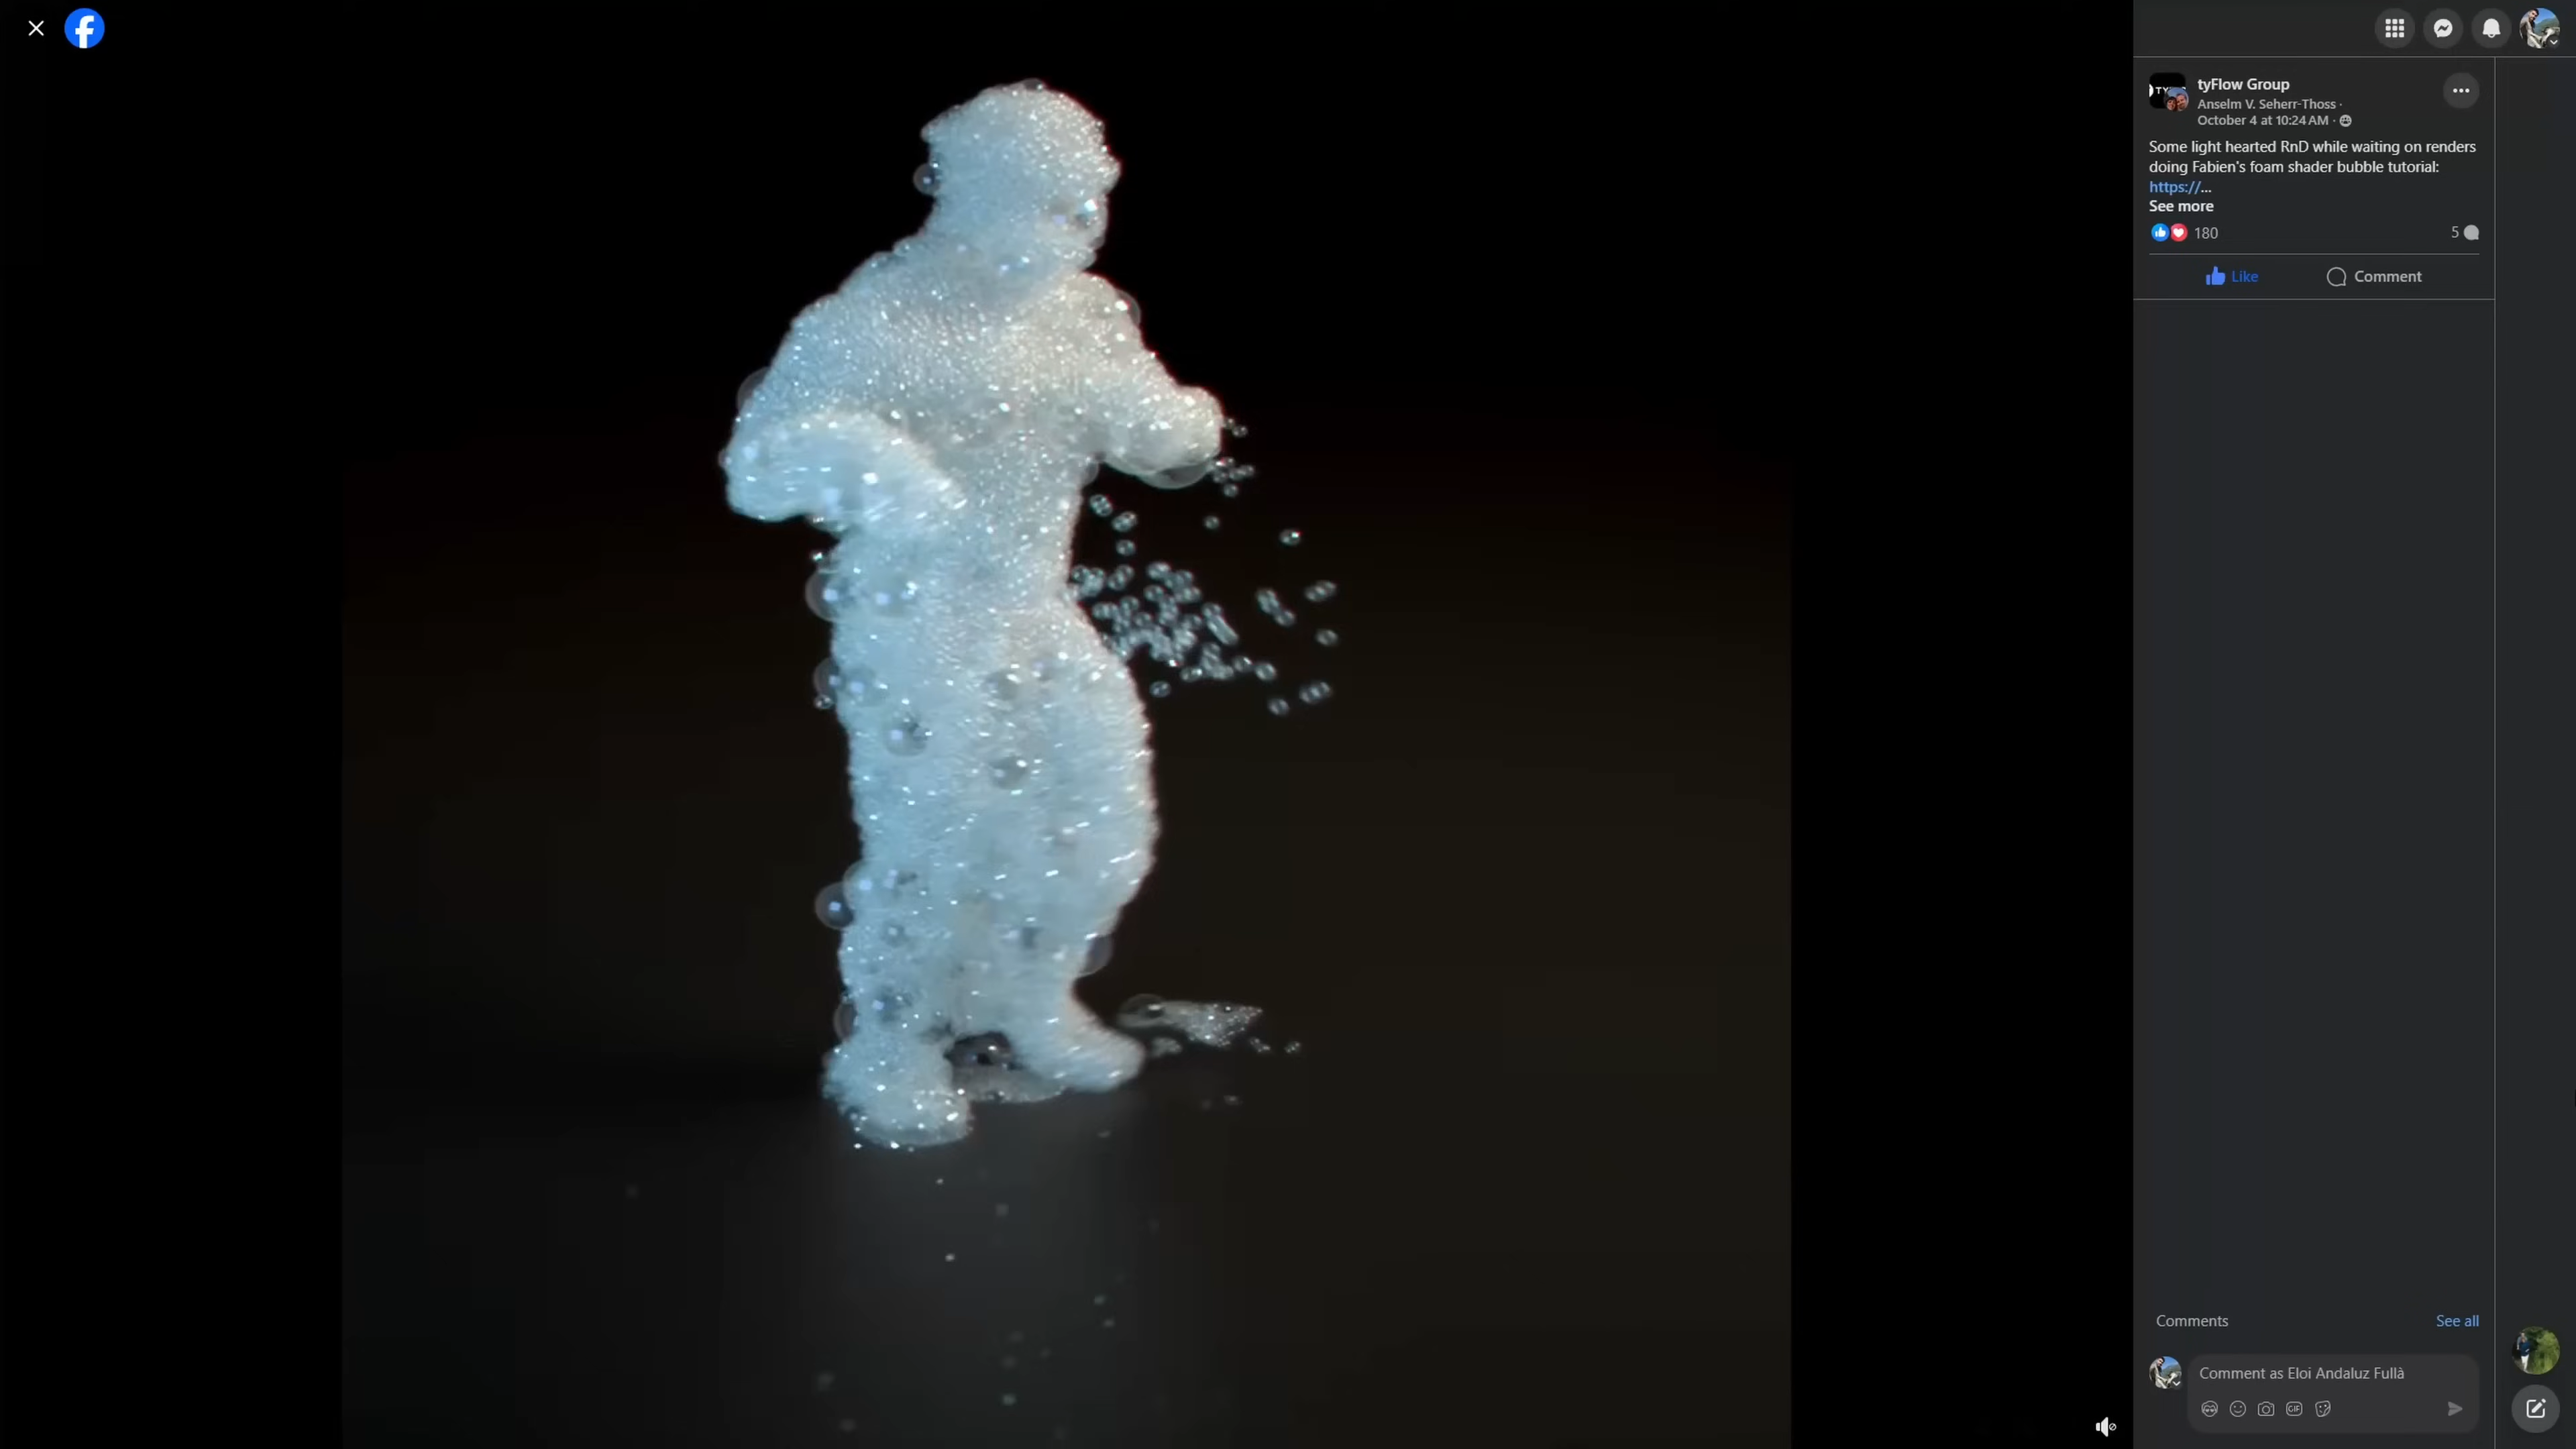 tyFlow Group
Anselm V. Seherr-Thoss ·
October 4 at 10:24 AM ·
Some light hearted RnD while waiting on renders
doing Fabien's foam shader bubble tutorial:
https://...
See more
180
5
Like
Comment
Comments
See all
Comment as Eloi Andaluz Fullà
GIF